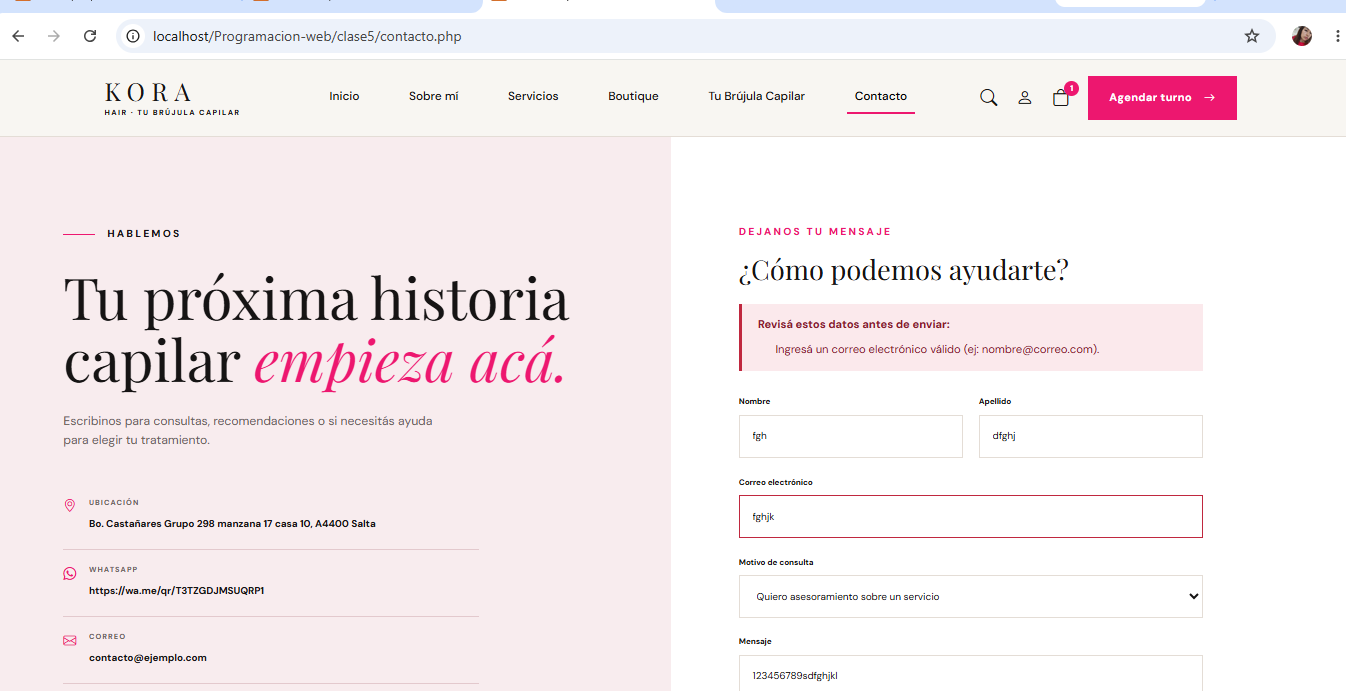 localhost/Programacion-web/clase5/contacto.php
KORA
HAIR · TU BRÚJULA CAPILAR
Inicio
Sobre mí
Servicios
Boutique
Tu Brújula Capilar
Contacto
1
Agendar turno →
HABLEMOS
Tu próxima historia
capilar empieza acá.
Escribinos para consultas, recomendaciones o si necesitás ayuda
para elegir tu tratamiento.
UBICACIÓN
Bo. Castañares Grupo 298 manzana 17 casa 10, A4400 Salta
WHATSAPP
https://wa.me/qr/T3TZGDJMSUQRP1
CORREO
contacto@ejemplo.com
DEJANOS TU MENSAJE
¿Cómo podemos ayudarte?
Revisá estos datos antes de enviar:
Ingresá un correo electrónico válido (ej: nombre@correo.com).
Nombre
Apellido
fgh
dfghj
Correo electrónico
fghjk
Motivo de consulta
Quiero asesoramiento sobre un servicio
Mensaje
123456789sdfghjkl